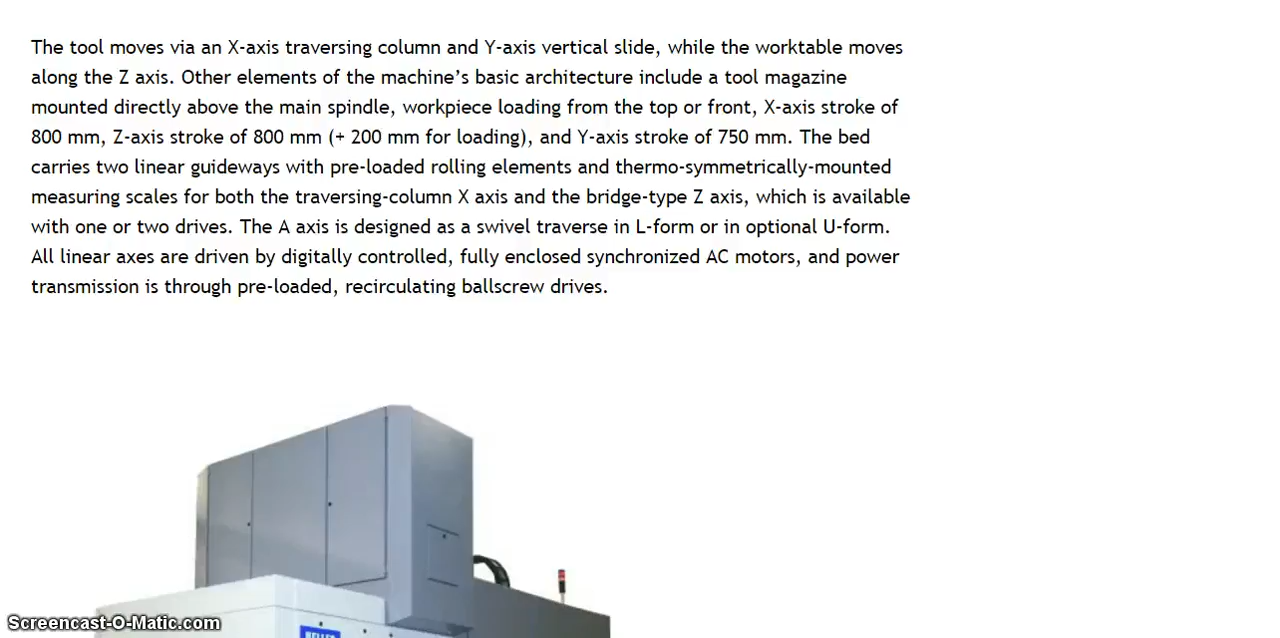 The tool moves via an X-axis traversing column and Y-axis vertical slide, while the worktable moves
along the Z axis. Other elements of the machine’s basic architecture include a tool magazine
mounted directly above the main spindle, workpiece loading from the top or front, X-axis stroke of
800 mm, Z-axis stroke of 800 mm (+ 200 mm for loading), and Y-axis stroke of 750 mm. The bed
carries two linear guideways with pre-loaded rolling elements and thermo-symmetrically-mounted
measuring scales for both the traversing-column X axis and the bridge-type Z axis, which is available
with one or two drives. The A axis is designed as a swivel traverse in L-form or in optional U-form.
All linear axes are driven by digitally controlled, fully enclosed synchronized AC motors, and power
transmission is through pre-loaded, recirculating ballscrew drives.
Screencast-O-Matic.com